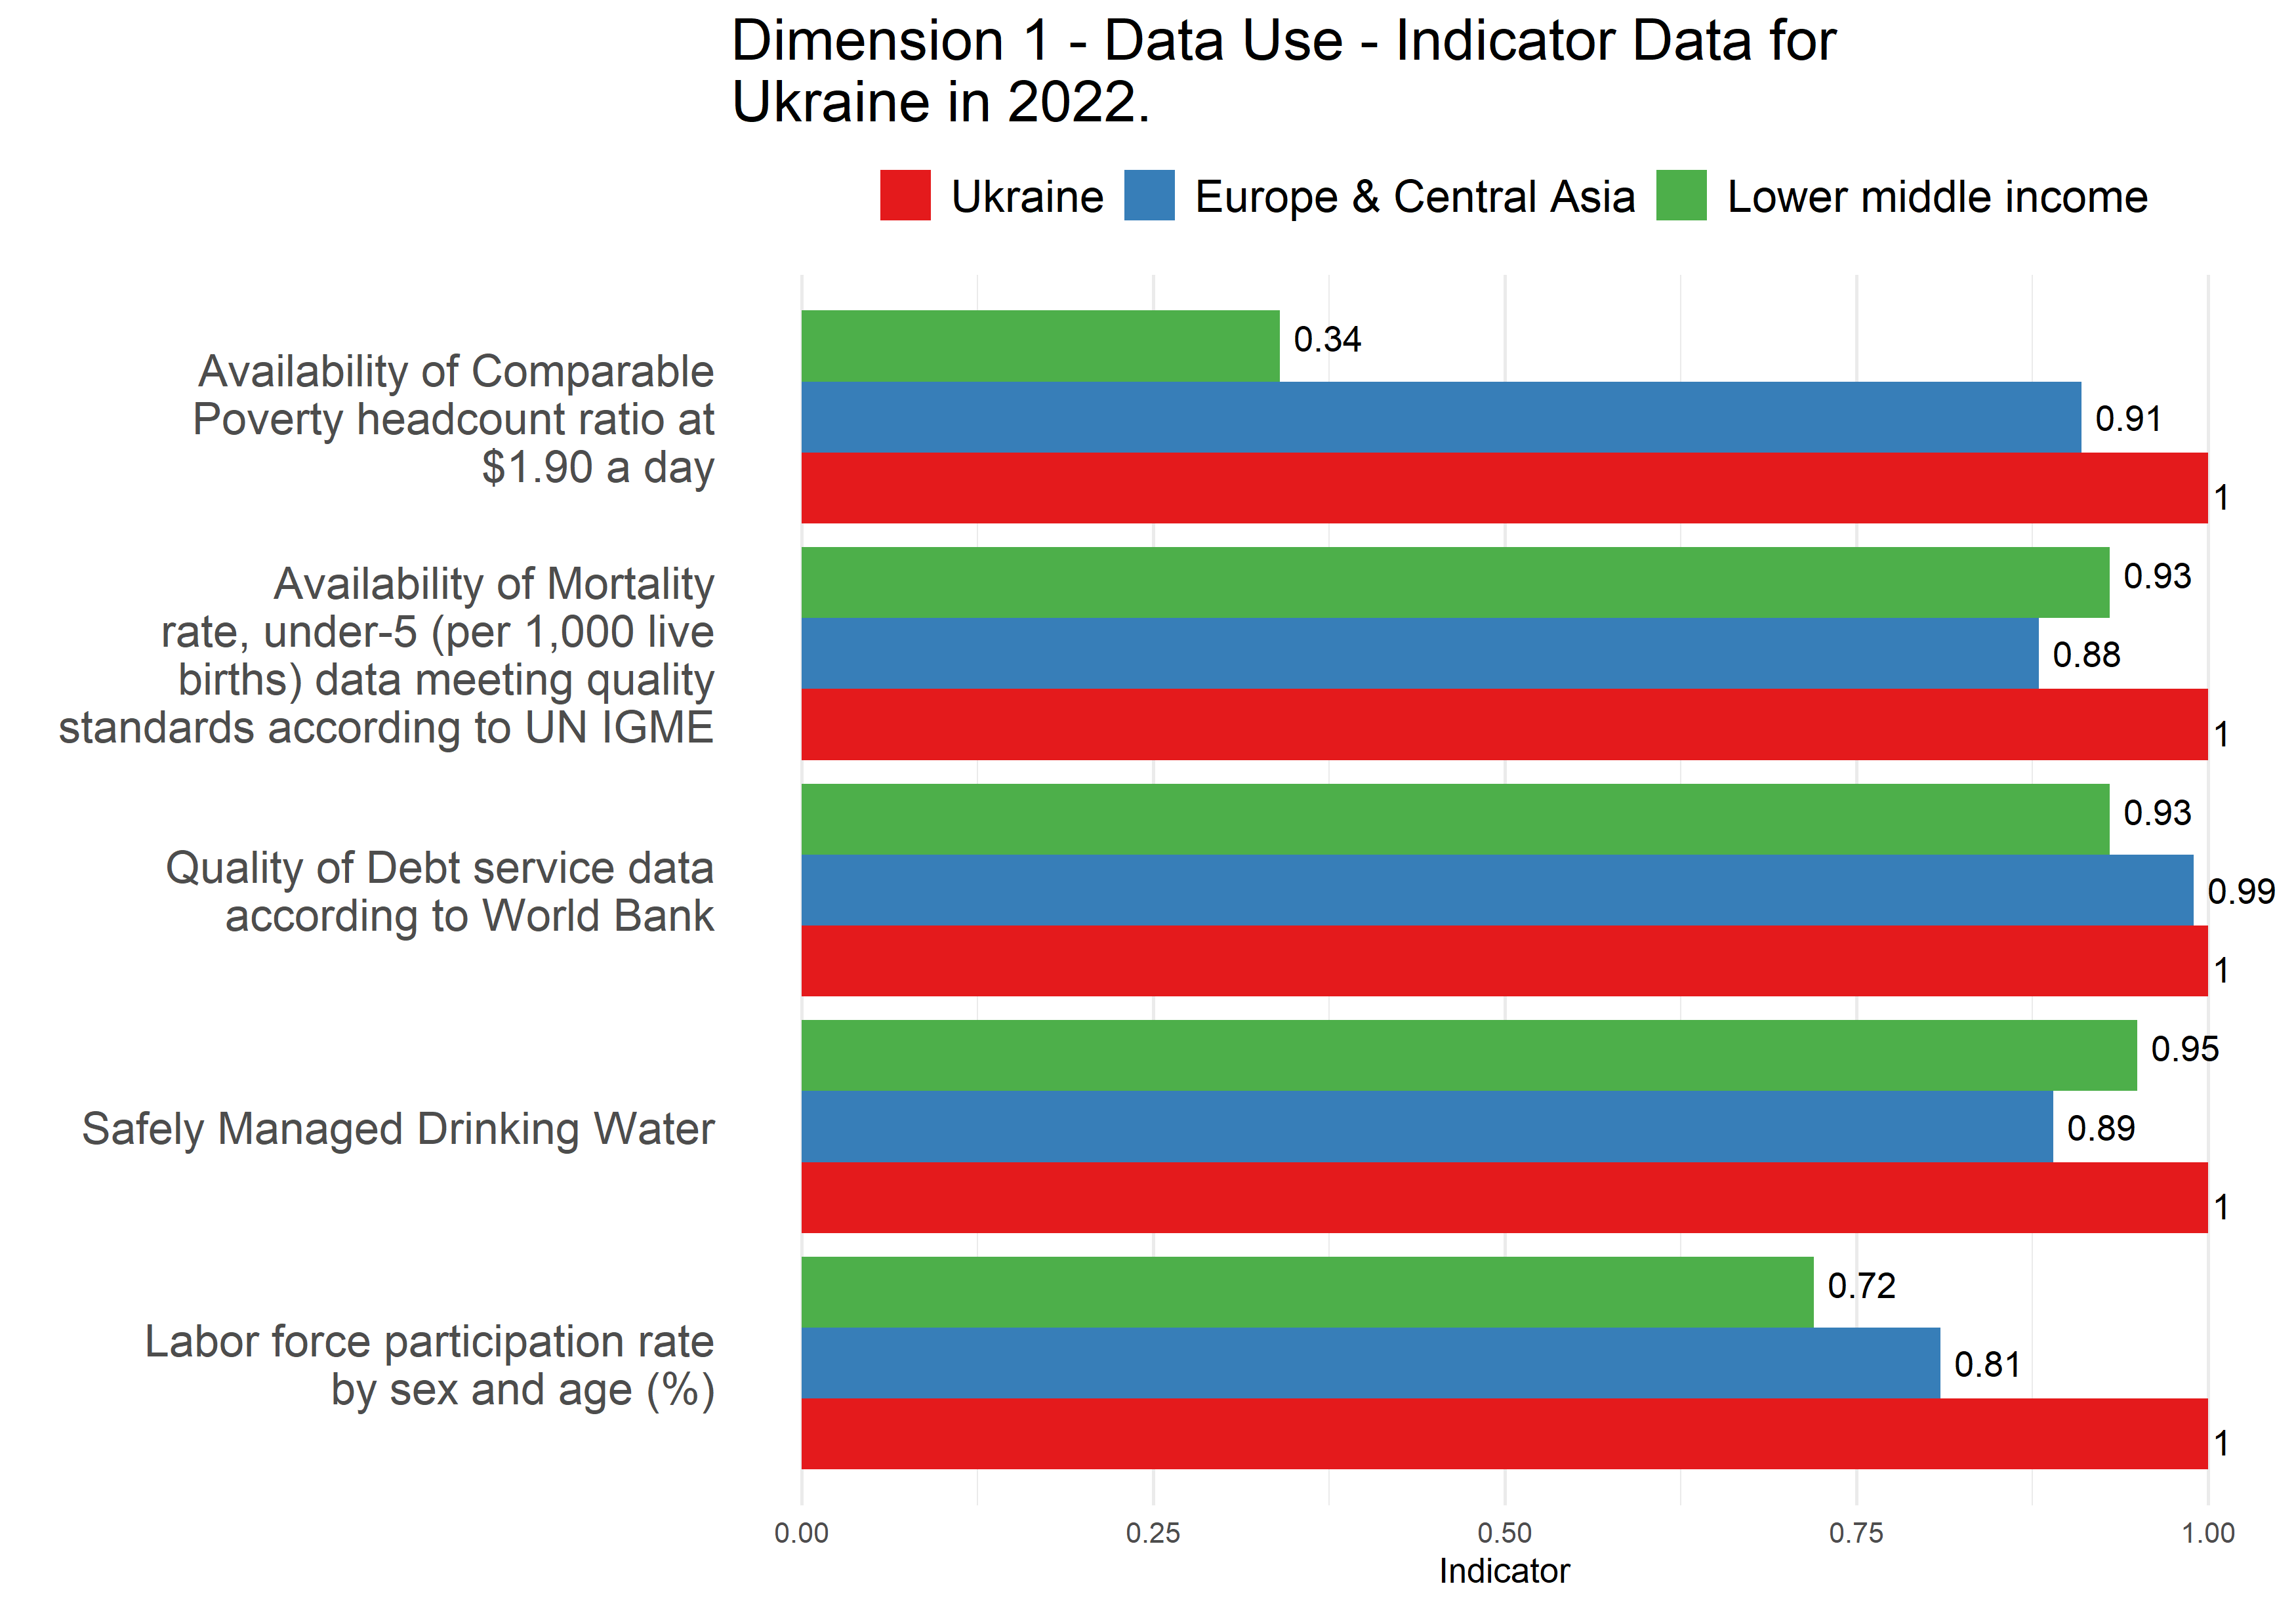 Dimension 1 - Data Use - Indicator Data for
Ukraine in 2022.
Ukraine Europe & Central Asia Lower middle income
Availability of Comparable
Poverty headcount ratio at
$1.90 a day
0.34
0.91
1
Availability of Mortality
rate, under-5 (per 1,000 live
births) data meeting quality
standards according to UN IGME
0.93
0.88
1
Quality of Debt service data
according to World Bank
0.93
0.99
1
Safely Managed Drinking Water
0.95
0.89
1
Labor force participation rate
by sex and age (%)
0.72
0.81
1
0.00 0.25 0.50 0.75 1.00
Indicator